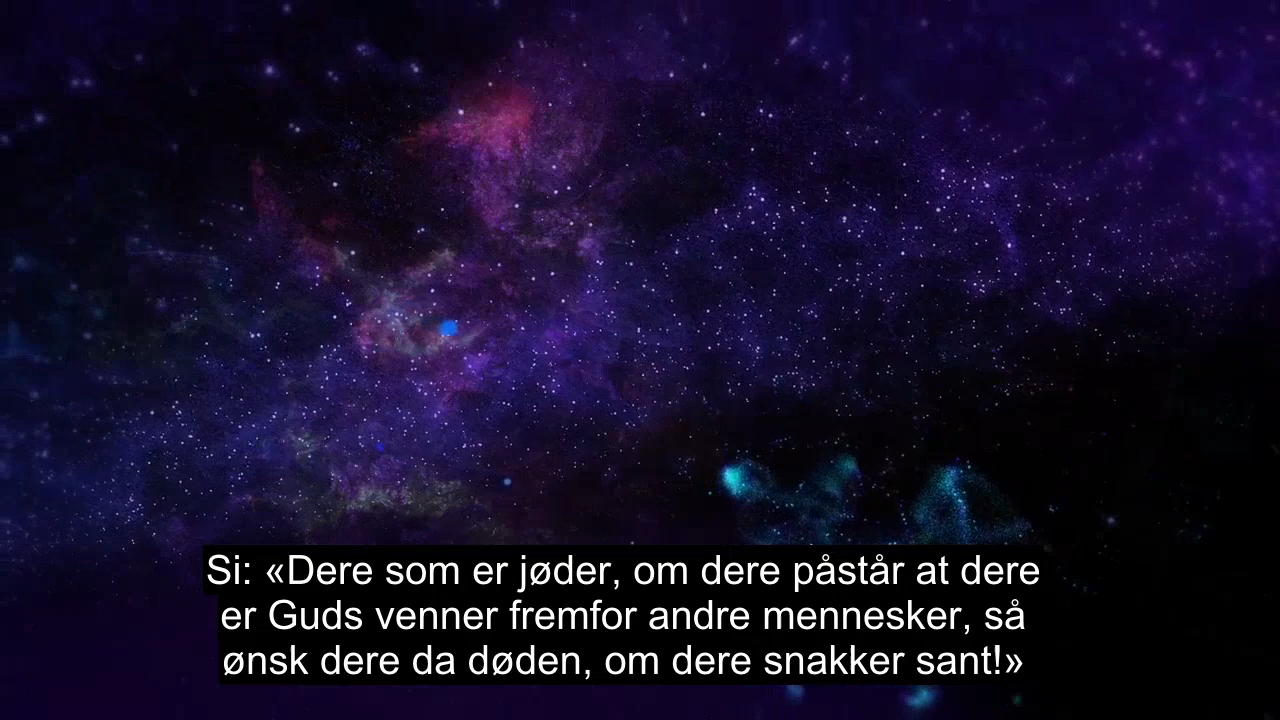 Si: «Dere som er jøder, om dere påstår at dere
er Guds venner fremfor andre mennesker, så
ønsk dere da døden, om dere snakker sant!»